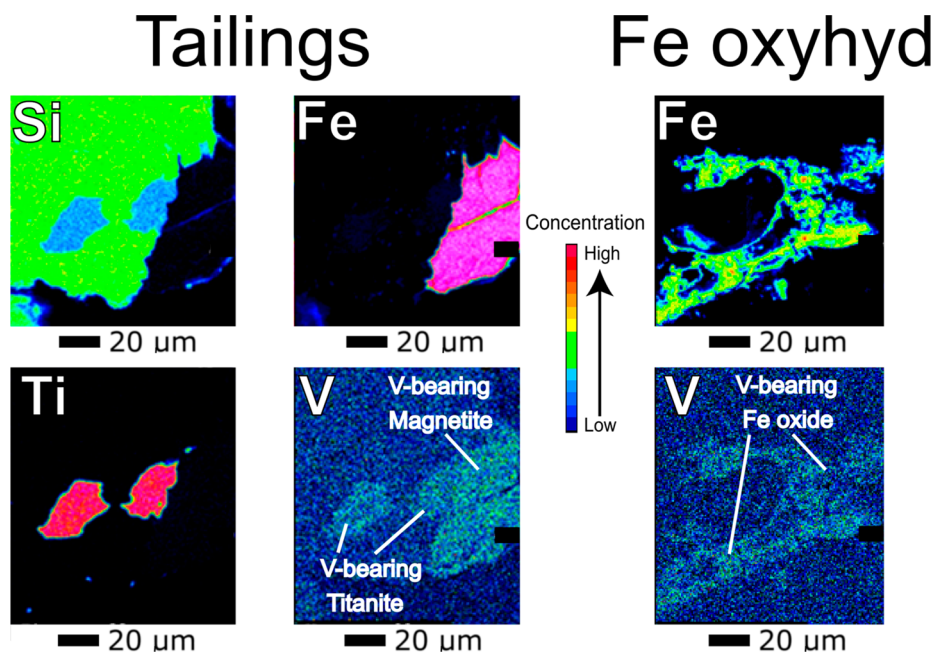 Tailings
Fe oxyhyd
Si
Fe
Fe
Concentration
High
Low
20 µm
20 µm
20 µm
Ti
V
V-bearing
Magnetite
V-bearing
Titanite
V
V-bearing
Fe oxide
20 µm
20 µm
20 µm